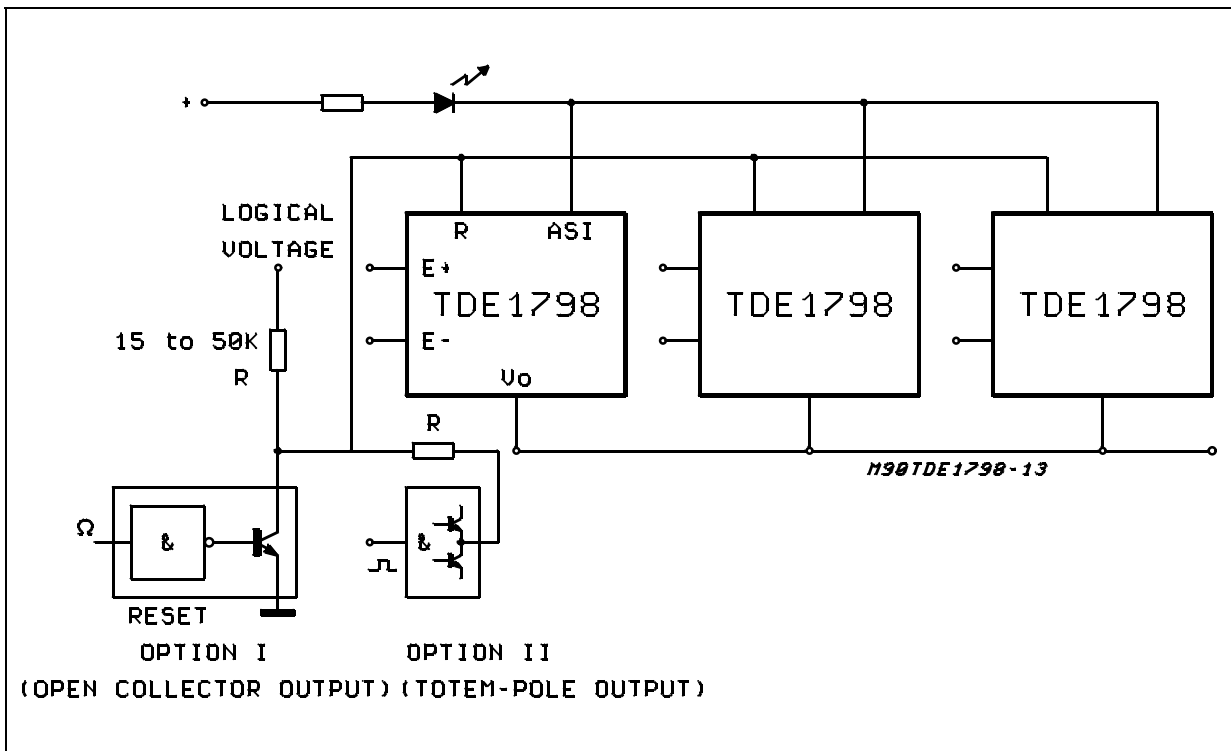 +
LOGICAL
VOLTAGE
R ASI
E+
TDE1798
E-
Vo
TDE1798
TDE1798
15 to 50K
R
R
M90TDE1798-13
Ω
&
&
RESET
OPTION I
OPTION II
(OPEN COLLECTOR OUTPUT)
(TOTEM-POLE OUTPUT)